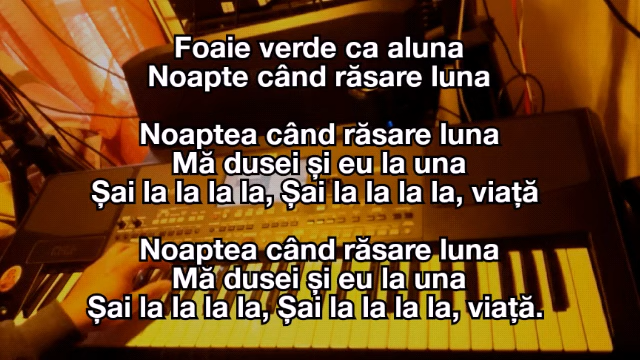 Foaie verde ca aluna
Noapte când răsare luna
Noaptea când răsare luna
Mă dusei și eu la una
Șai la la la la, Șai la la la la, viață
Noaptea când răsare luna
Mă dusei și eu la una
Șai la la la la, Șai la la la la, viață.